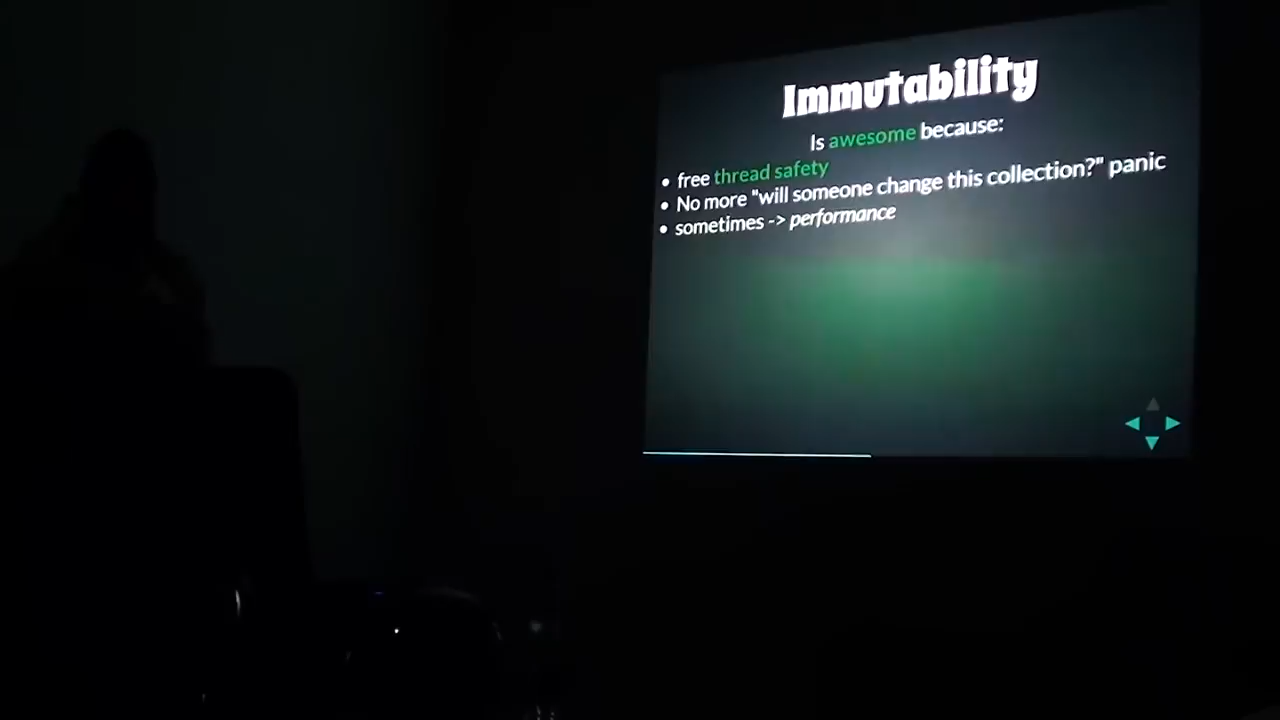 Immutability
Is awesome because:
• free thread safety
• No more "will someone change this collection?" panic
• sometimes -> performance